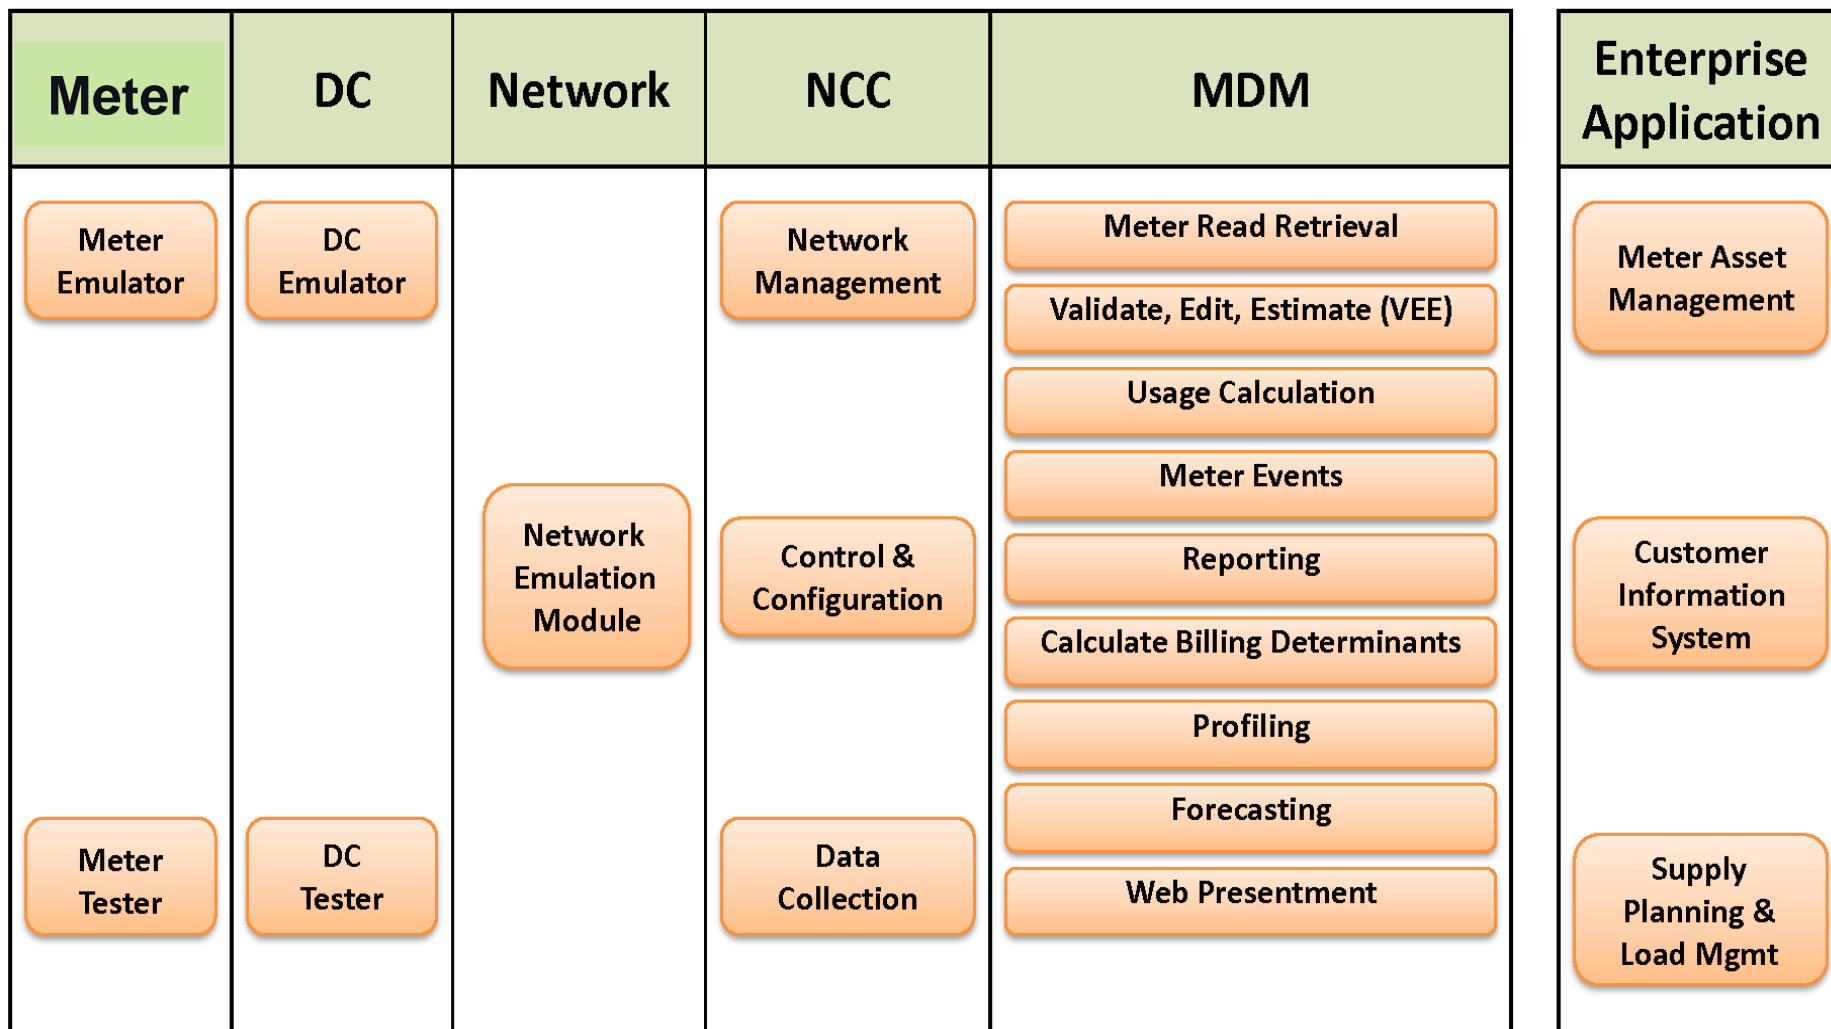 Meter
DC
Network
NCC
MDM
Enterprise
Application
Meter
Emulator
Meter
Tester
DC
Emulator
DC
Tester
Network
Emulation
Module
Network
Management
Control &
Configuration
Data
Collection
Meter Read Retrieval
Validate, Edit, Estimate (VEE)
Usage Calculation
Meter Events
Reporting
Calculate Billing Determinants
Profiling
Forecasting
Web Presentment
Meter Asset
Management
Customer
Information
System
Supply
Planning &
Load Mgmt